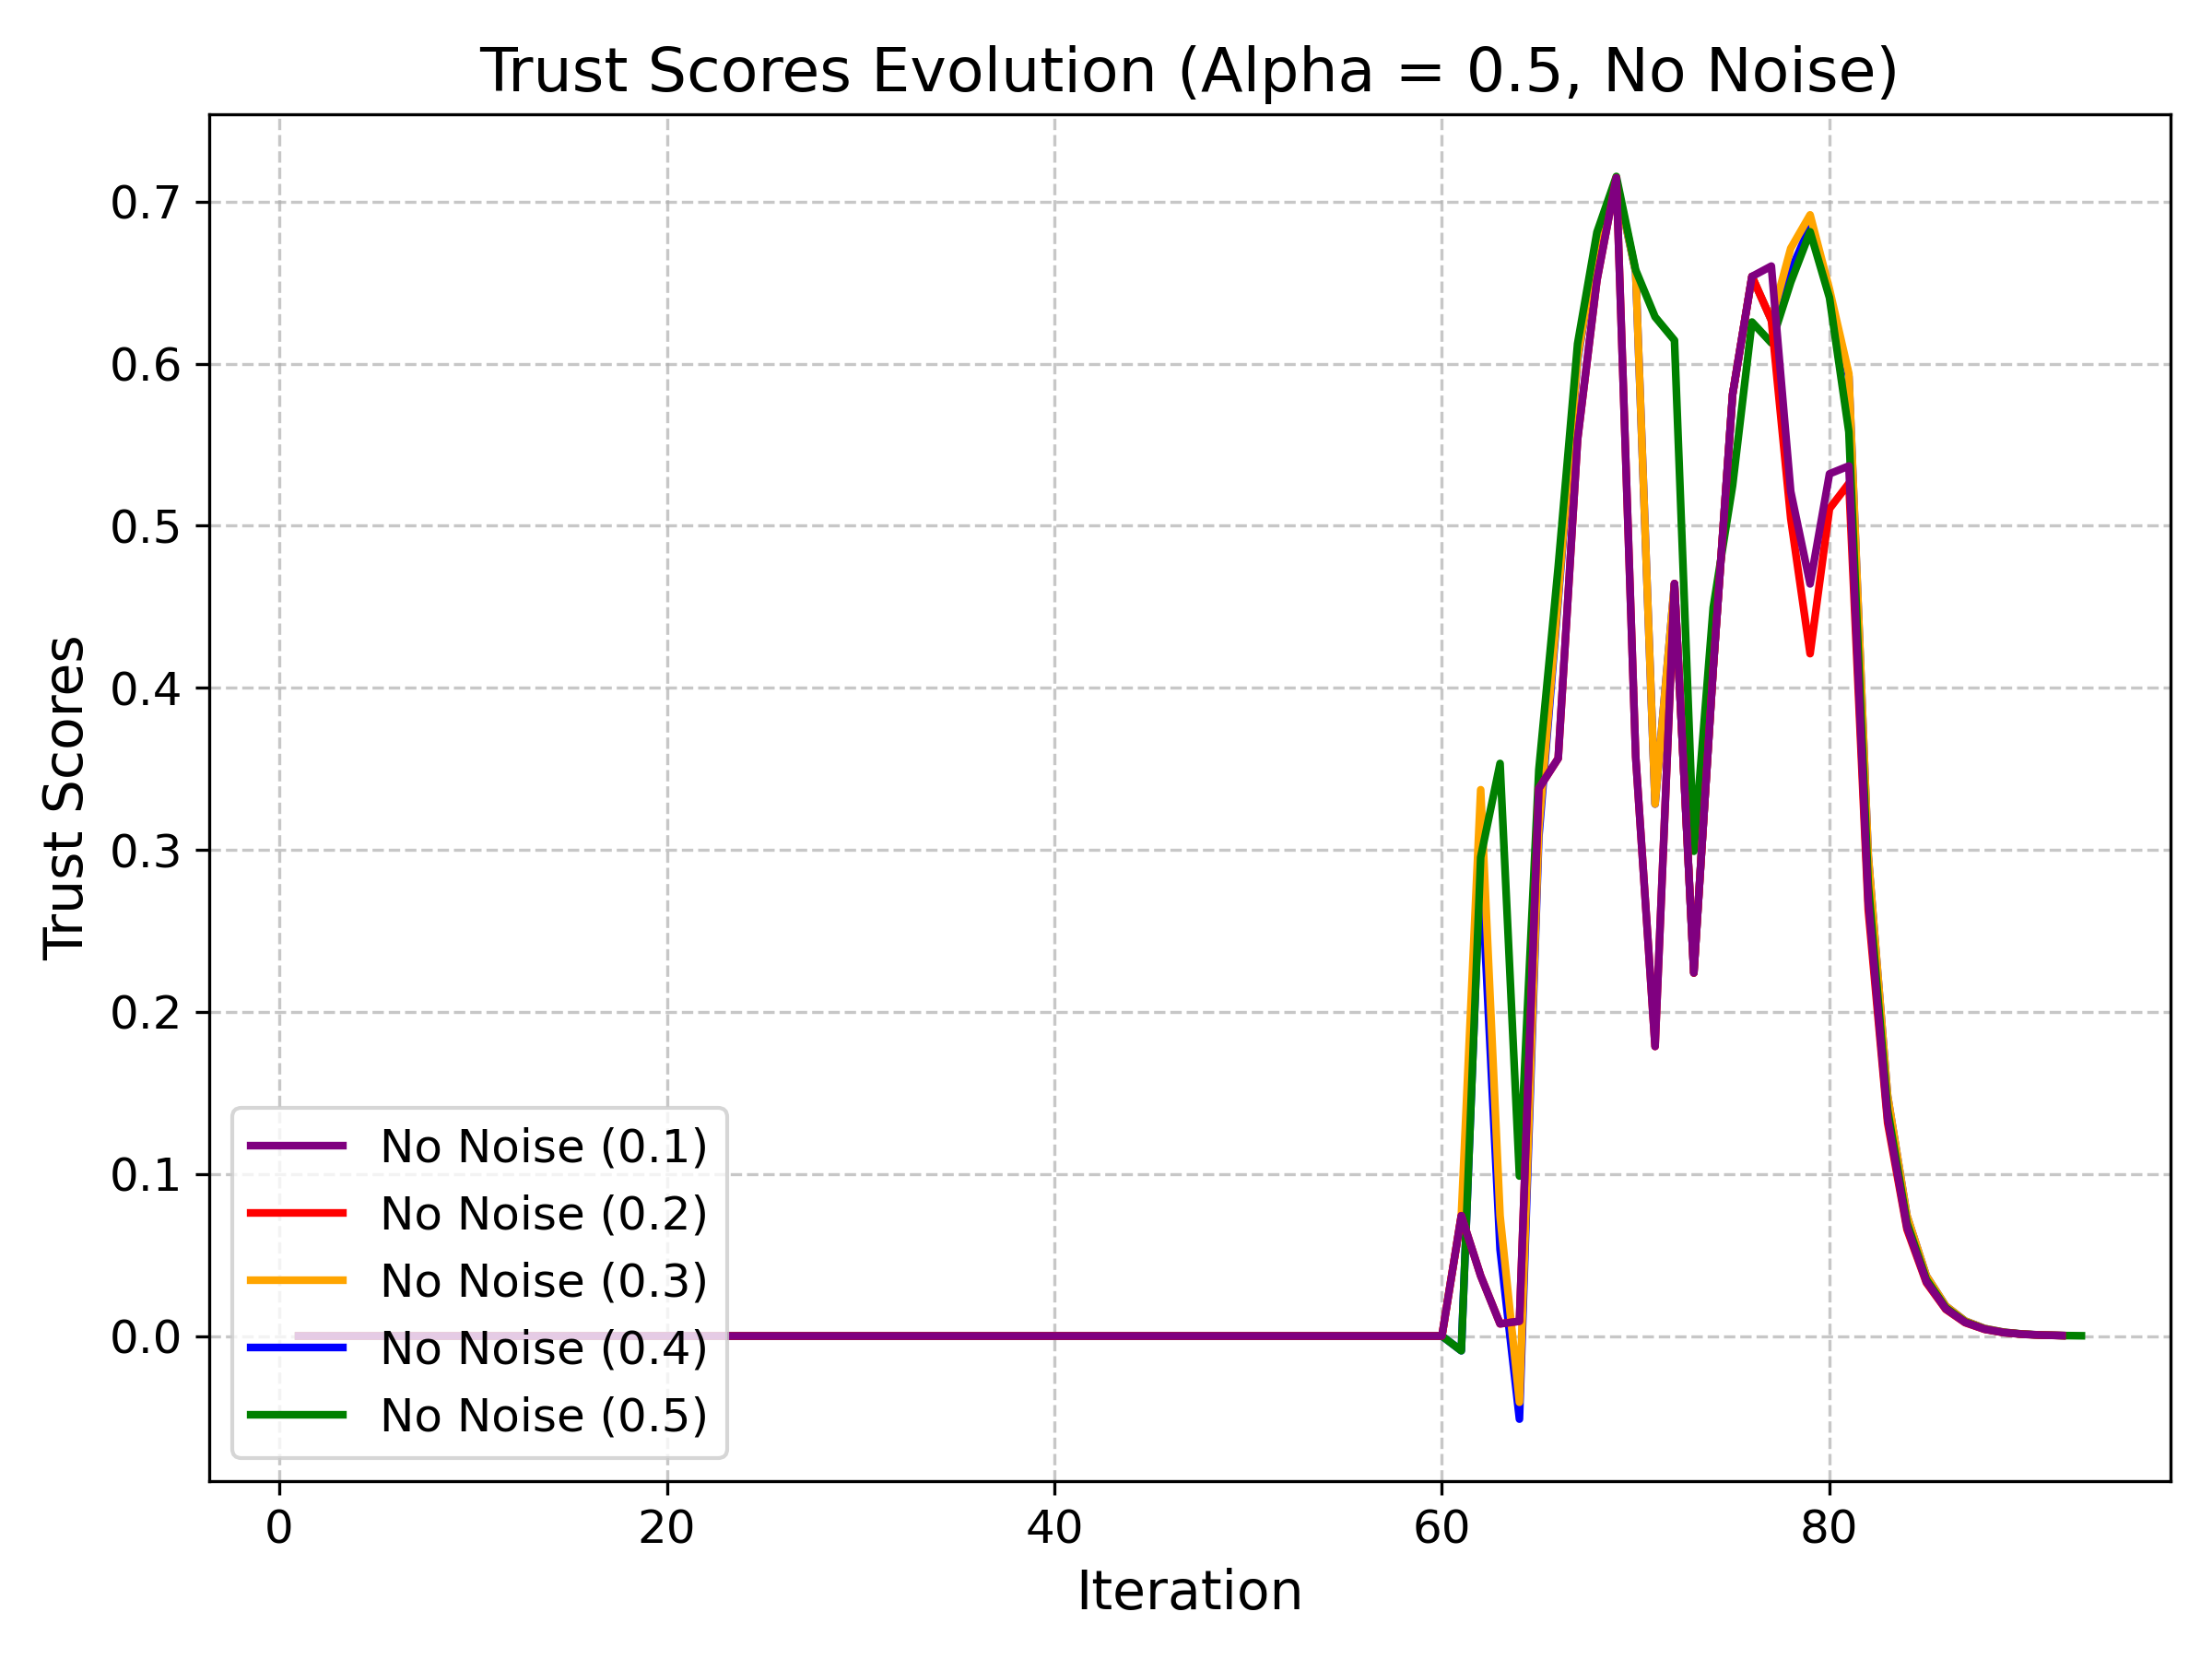 Trust Scores Evolution (Alpha = 0.5, No Noise)
Trust Scores
0.7
0.6
0.5
0.4
0.3
0.2
0.1
0.0
No Noise (0.1)
No Noise (0.2)
No Noise (0.3)
No Noise (0.4)
No Noise (0.5)
0 20 40 60 80
Iteration